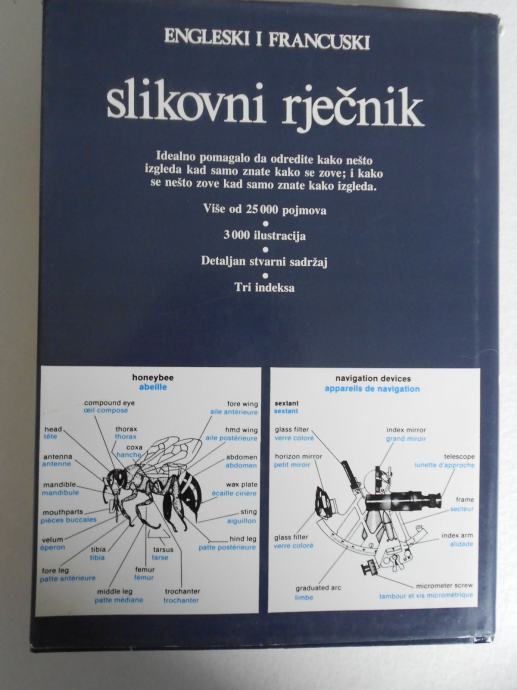 ENGLESKI I FRANCUSKI
slikovni rječnik
Idealno pomagalo da odredite kako nešto
izgleda kad samo znate kako se zove; i kako
se nešto zove kad samo znate kako izgleda.
Više od 25 000 pojmova
•
3 000 ilustracija
•
Detaljan stvarni sadržaj
•
Tri indeksa
honeybee
abeille
compound eye
œil composé
head
tête
thorax
thorax
coxa
hanche
antenna
antenne
mandible
mandibule
mouthparts
pièces buccales
velum
éperon
fore leg
patte antérieure
tibia
tibia
middle leg
patte médiane
femur
fémur
tarsus
tarse
trochanter
trochanter
fore wing
aile antérieure
hmd wing
aile postérieure
abdomen
abdomen
wax plate
écaille cirière
sting
aiguillon
hind leg
patte postérieure
navigation devices
appareils de navigation
sextant
sextant
glass filter
verre coloré
horizon mirror
petit miroir
index mirror
grand miroir
telescope
lunette d'approche
frame
secteur
glass filter
verre coloré
index arm
alidade
graduated arc
limbe
micrometer screw
tambour et vis micrométrique